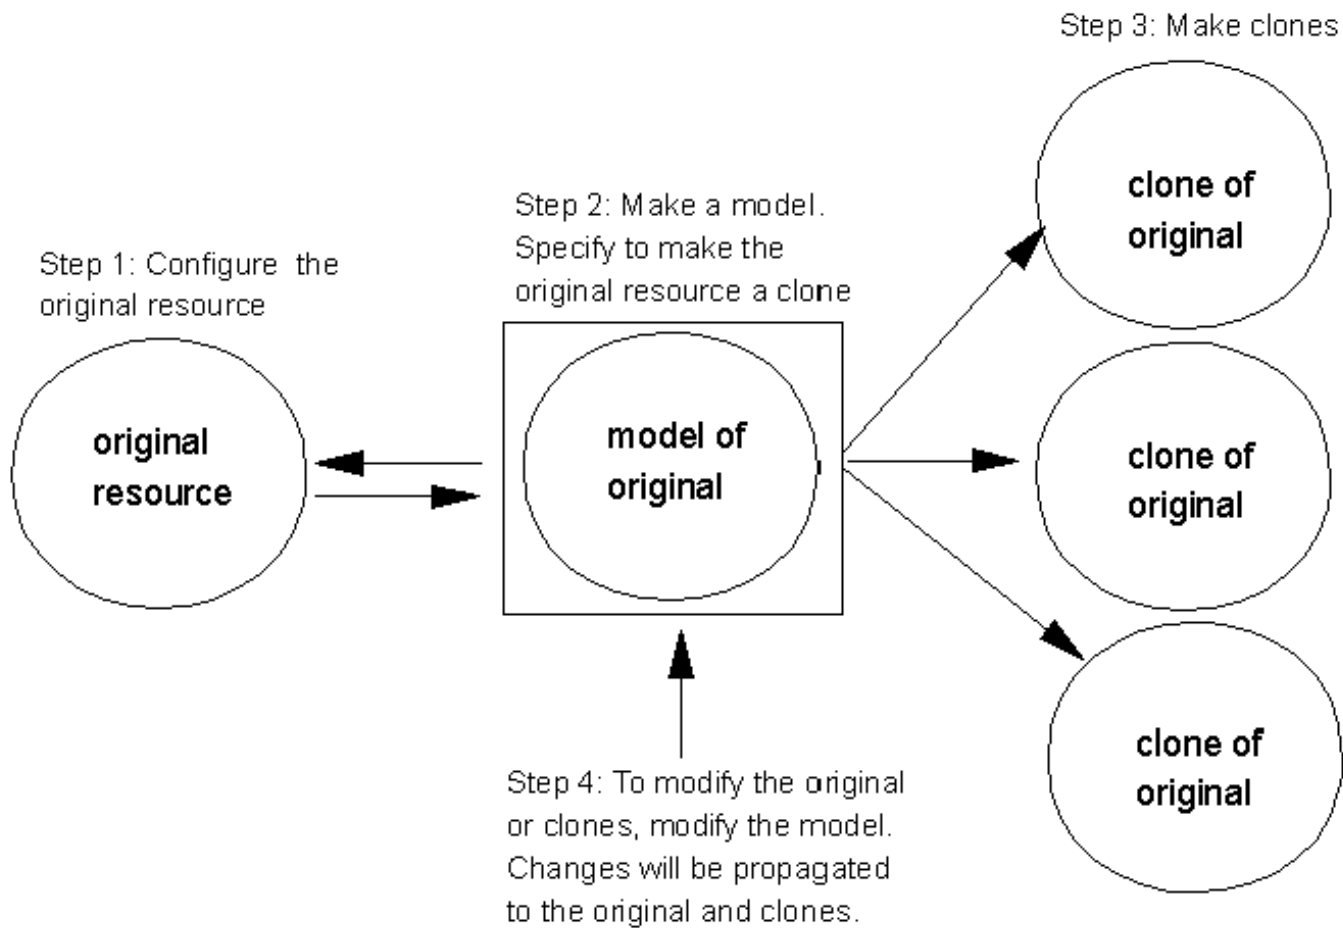 Step 3: Make clones
clone of
original
Step 2: Make a model.
Specify to make the
original resource a clone
Step 1: Configure the
original resource
original
resource
model of
original
clone of
original
clone of
original
Step 4: To modify the original
or clones, modify the model.
Changes will be propagated
to the original and clones.